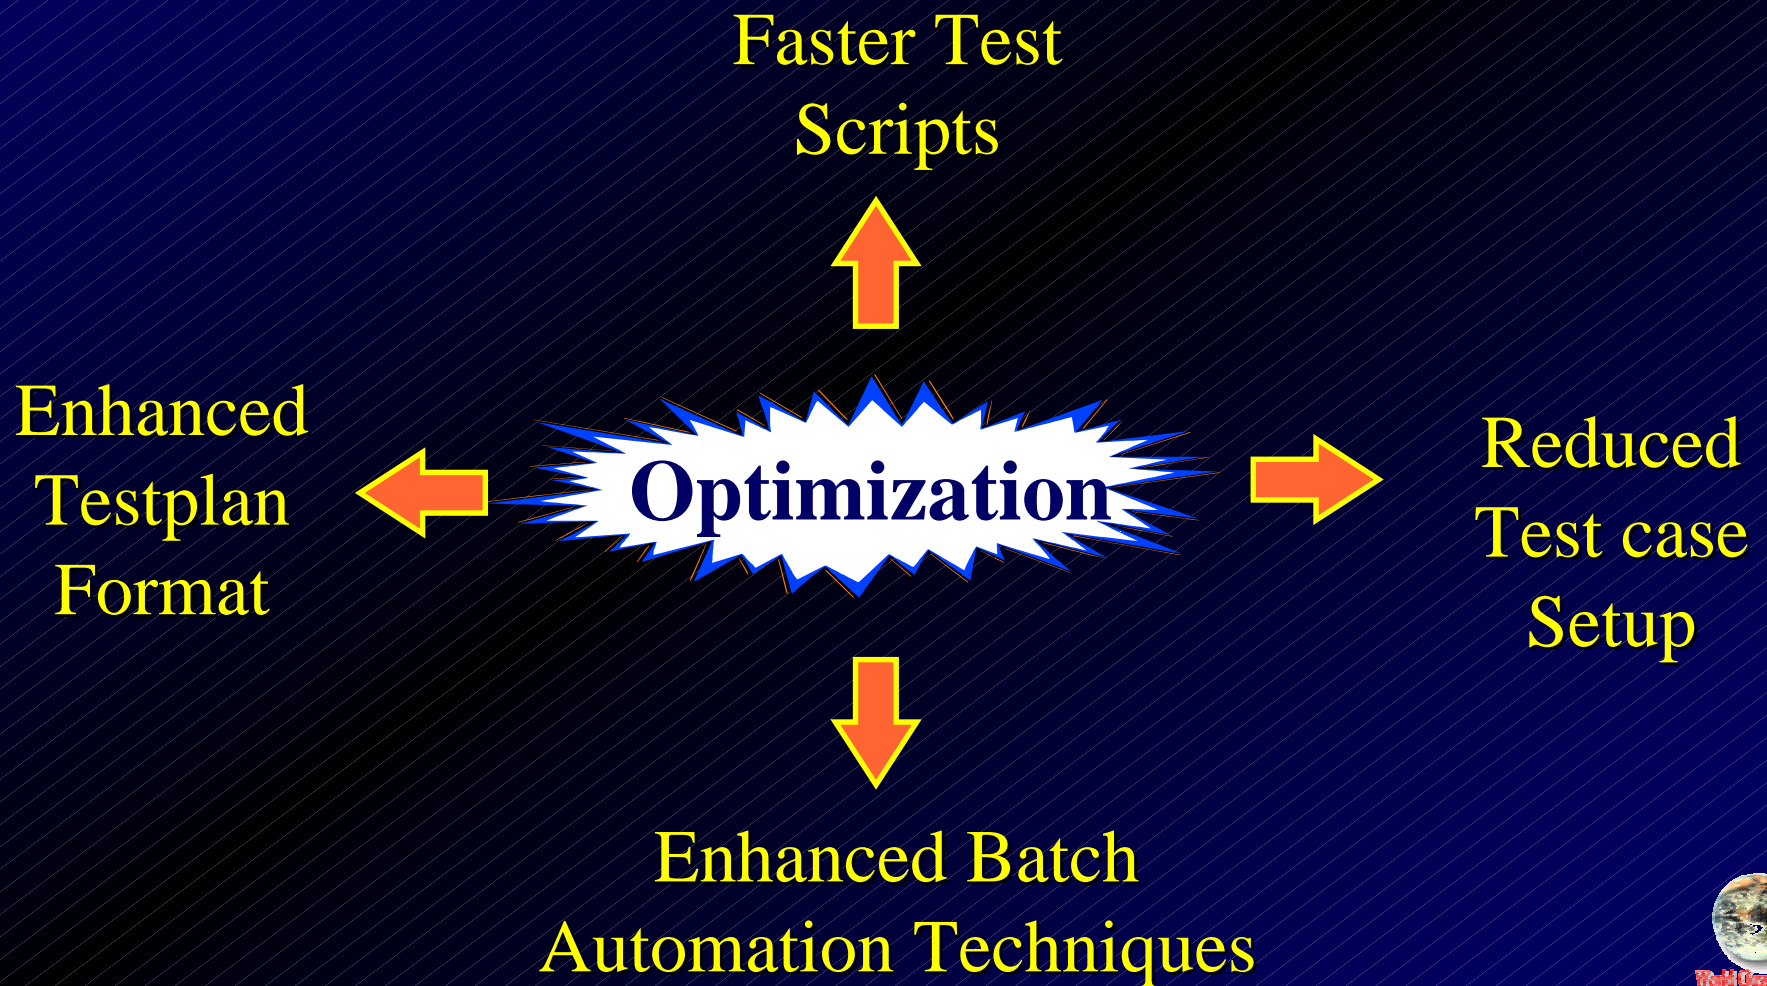 Faster Test
Scripts
Enhanced
Testplan
Format
Optimization
Reduced
Test case
Setup
Enhanced Batch
Automation Techniques